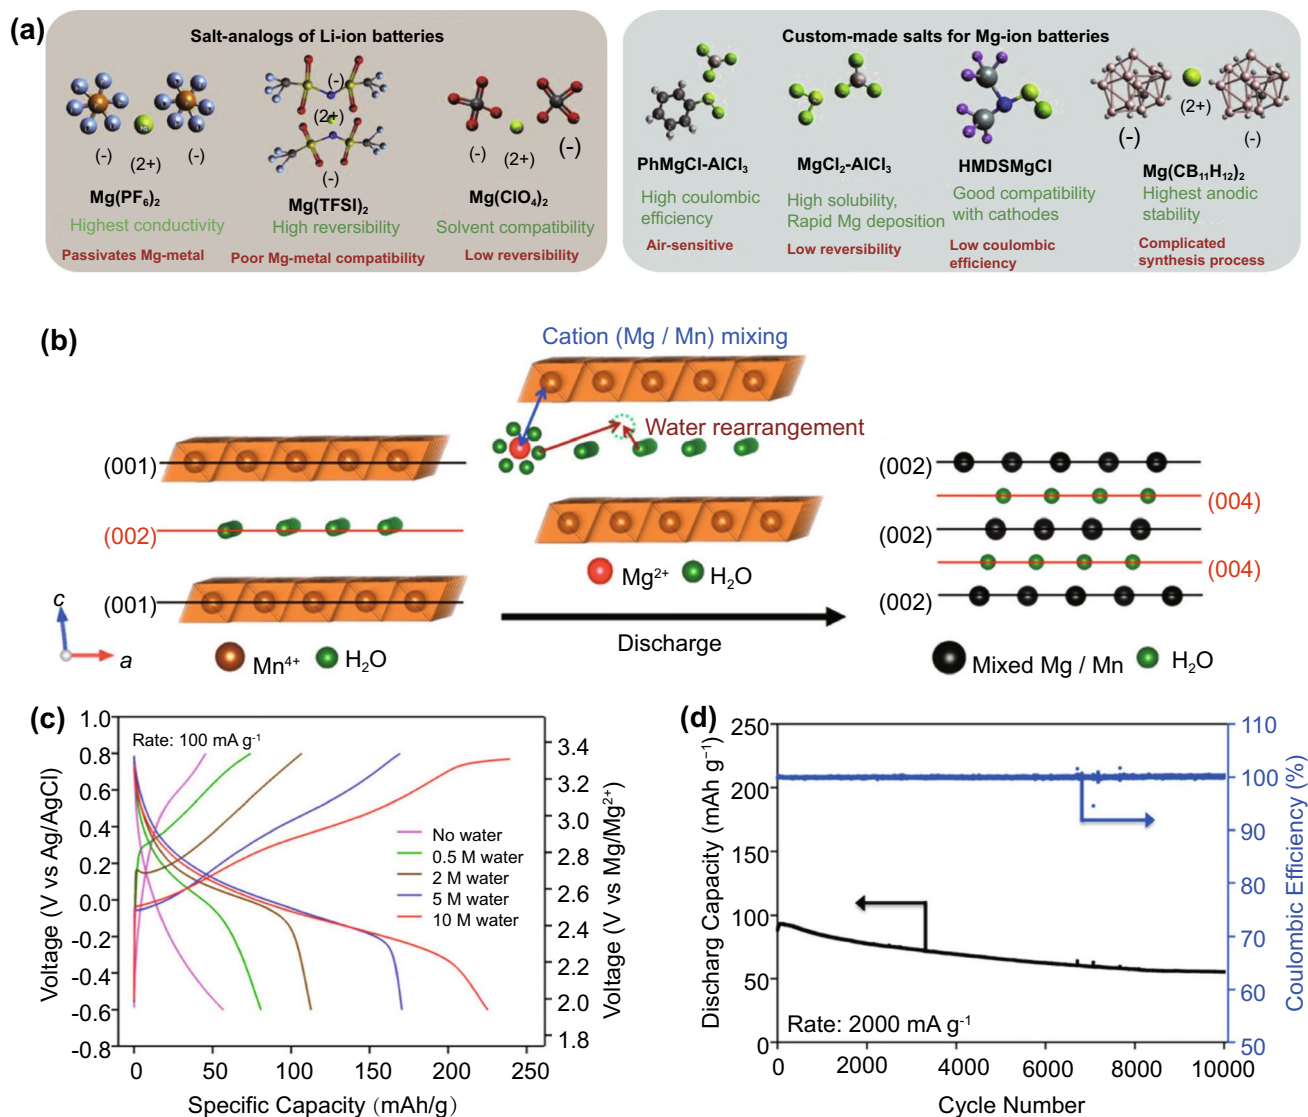 (a)
Salt-analogs of Li-ion batteries
(-)
(2+)
(-)
Mg(PF6)2
Highest conductivity
Passivates Mg-metal
(-)
(2+)
(-)
Mg(TFSI)2
High reversibility
Poor Mg-metal compatibility
(-)
(2+)
(-)
Mg(ClO4)2
Solvent compatibility
Low reversibility
Custom-made salts for Mg-ion batteries
PhMgCl-AlCl3
High coulombic
efficiency
Air-sensitive
MgCl2-AlCl3
High solubility,
Rapid Mg deposition
Low reversibility
HMDSMgCl
Good compatibility
with cathodes
Low coulombic
efficiency
(-)
(2+)
(-)
Mg(CB11H12)2
Highest anodic
stability
Complicated
synthesis process
(b)
(001)
(002)
(001)
c
a
Mn4+
H2O
Cation (Mg / Mn) mixing
Water rearrangement
Mg2+
H2O
Discharge
(002)
(004)
(002)
(004)
(002)
Mixed Mg / Mn
H2O
(c)
Rate: 100 mA g-1
Voltage (V vs Ag/AgCl)
1.0
0.8
0.6
0.4
0.2
0.0
-0.2
-0.4
-0.6
-0.8
No water
0.5 M water
2 M water
5 M water
10 M water
3.4
3.2
3.0
2.8
2.6
2.4
2.2
2.0
1.8
Voltage (V vs Mg/Mg2+)
0 50 100 150 200 250
Specific Capacity (mAh/g)
(d)
Discharg Capacity (mAh g−1)
250
200
150
100
50
0
Rate: 2000 mA g-1
110
100
90
80
70
60
50
Coulombic Efficiency (%)
0 2000 4000 6000 8000 10000
Cycle Number